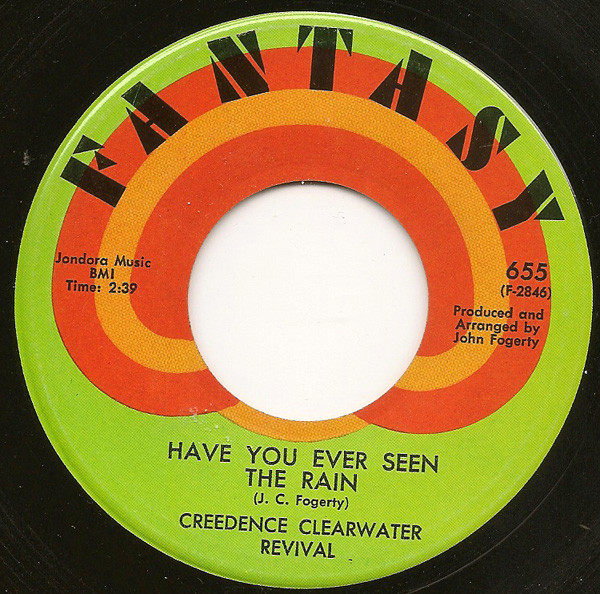 FANTASY
Jondora Music
BMI
Time: 2:39
655
(F-2846)
Produced and
Arranged by
John Fogerty
HAVE YOU EVER SEEN
THE RAIN
(J. C. Fogerty)
CREEDENCE CLEARWATER
REVIVAL